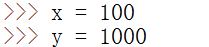 >>> x = 100
>>> y = 1000